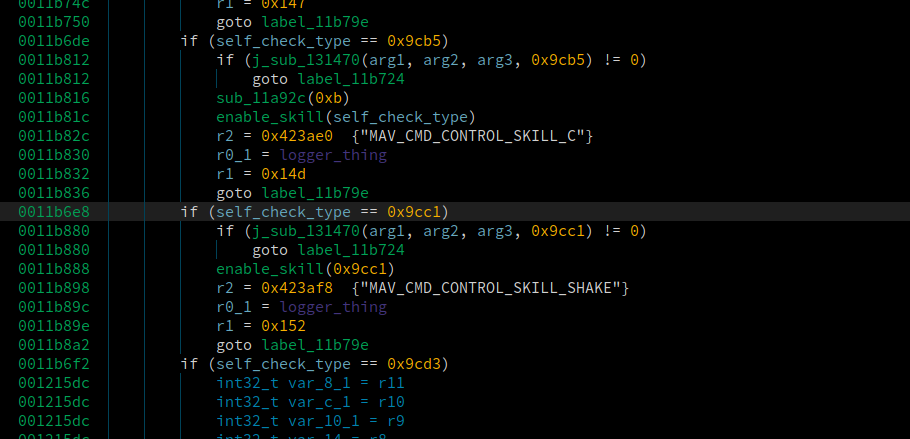 0011b74c r1 = 0x147
0011b750 goto label_11b79e
0011b6de if (self_check_type == 0x9cb5)
0011b812 if (j_sub_131470(arg1, arg2, arg3, 0x9cb5) != 0)
0011b812 goto label_11b724
0011b816 sub_11a92c(0xb)
0011b81c enable_skill(self_check_type)
0011b82c r2 = 0x423ae0 {"MAV_CMD_CONTROL_SKILL_C"}
0011b830 r0_1 = logger_thing
0011b832 r1 = 0x14d
0011b836 goto label_11b79e
0011b6e8 if (self_check_type == 0x9cc1)
0011b880 if (j_sub_131470(arg1, arg2, arg3, 0x9cc1) != 0)
0011b880 goto label_11b724
0011b888 enable_skill(0x9cc1)
0011b898 r2 = 0x423af8 {"MAV_CMD_CONTROL_SKILL_SHAKE"}
0011b89c r0_1 = logger_thing
0011b89e r1 = 0x152
0011b8a2 goto label_11b79e
0011b6f2 if (self_check_type == 0x9cd3)
001215dc int32_t var_8_1 = r11
001215dc int32_t var_c_1 = r10
001215dc int32_t var_10_1 = r9
001215dc int32_t var_14 = r8